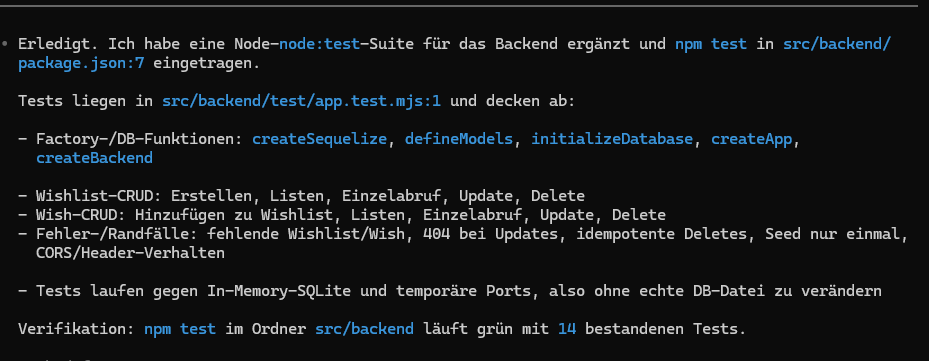 • Erledigt. Ich habe eine Node-node:test-Suite für das Backend ergänzt und npm test in src/backend/
package.json:7 eingetragen.
Tests liegen in src/backend/test/app.test.mjs:1 und decken ab:
- Factory-/DB-Funktionen: createSequelize, defineModels, initializeDatabase, createApp,
createBackend
- Wishlist-CRUD: Erstellen, Listen, Einzelabruf, Update, Delete
- Wish-CRUD: Hinzufügen zu Wishlist, Listen, Einzelabruf, Update, Delete
- Fehler-/Randfälle: fehlende Wishlist/Wish, 404 bei Updates, idempotente Deletes, Seed nur einmal,
CORS/Header-Verhalten
- Tests laufen gegen In-Memory-SQLite und temporäre Ports, also ohne echte DB-Datei zu verändern
Verifikation: npm test im Ordner src/backend läuft grün mit 14 bestandenen Tests.